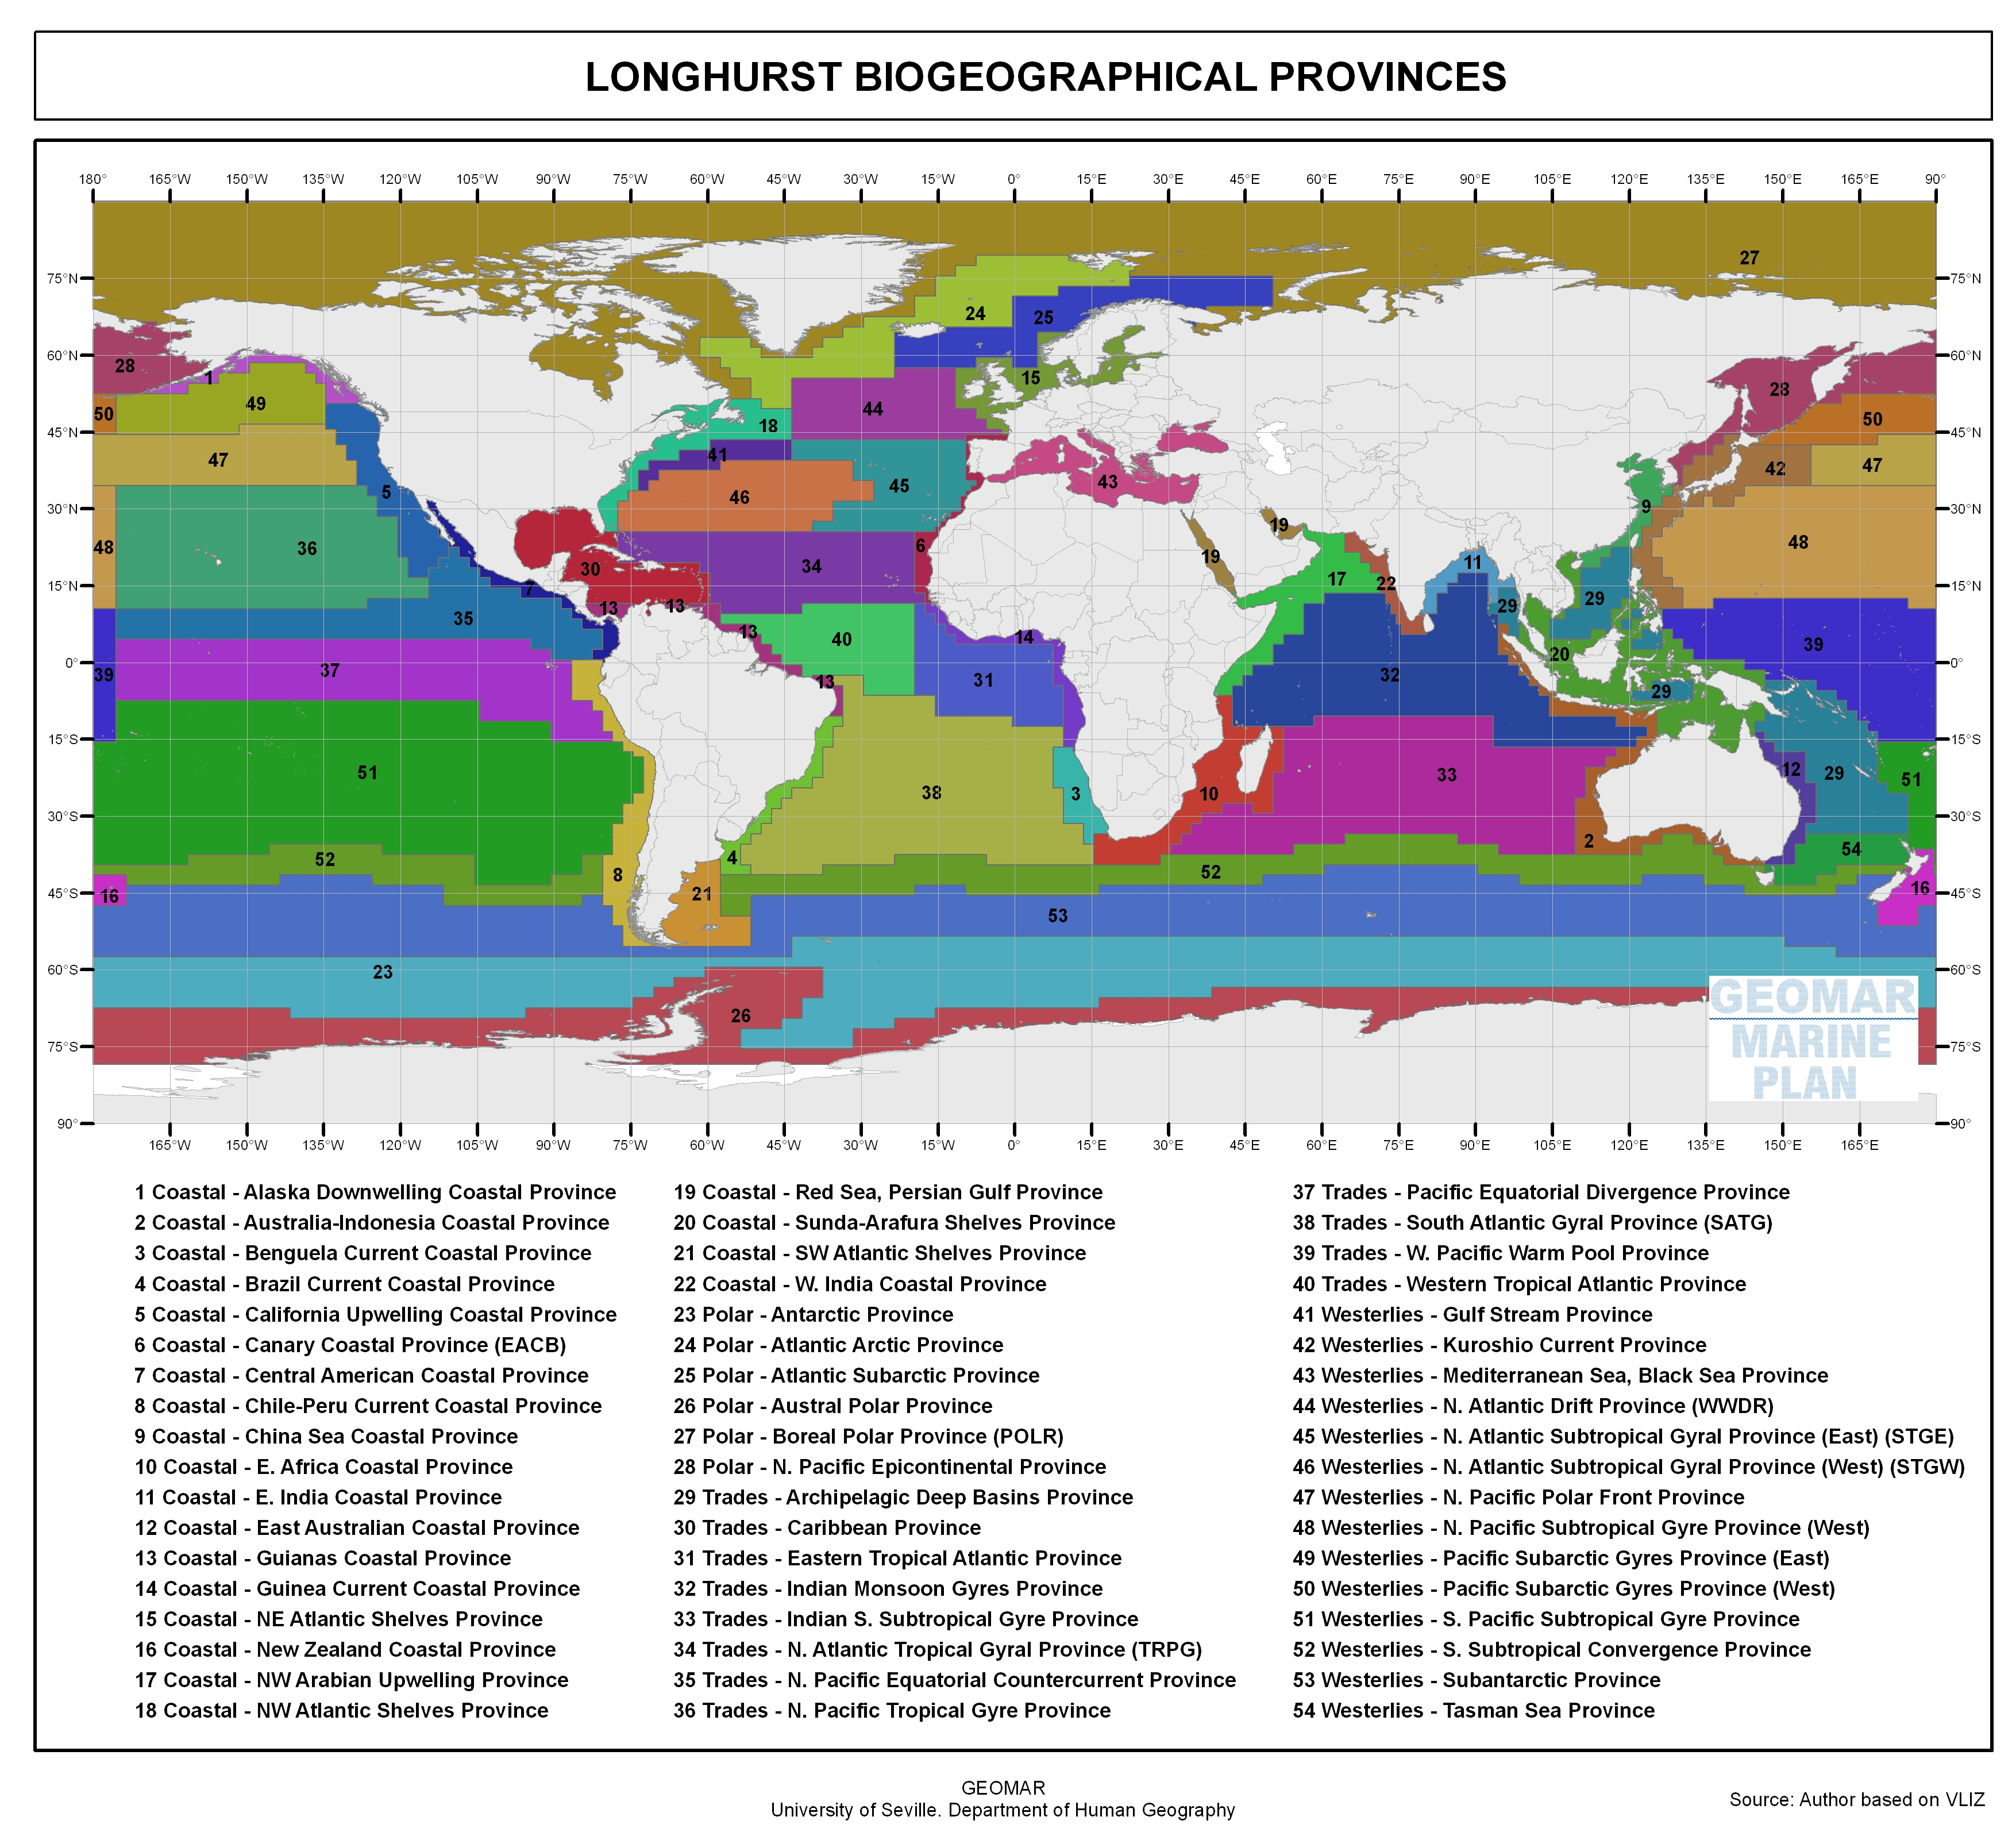 LONGHURST BIOGEOGRAPHICAL PROVINCES
180° 165°W 150°W 135°W 120°W 105°W 90°W 75°W 60°W 45°W 30°W 15°W 0° 15°E 30°E 45°E 60°E 75°E 90°E 105°E 120°E 135°E 150°E 165°E 90°
27
75°N 75°N
24 25
60°N 60°N
28 1 15 28
49 44
50 18 50
45°N 45°N
47 41 42 47
5 46 45 43
30°N 9 30°N
19
48 36 6 48
30 34 19 11
15°N 7 17 22 15°N
13 13 29 29
35 13 40 14 39
0° 20 0°
39 37 13 31 32 29
15°S 15°S
51 12 29 51
38 3 33
10
30°S 30°S
52 4 2 54
8 52
45°S 16 21 16 45°S
53
60°S 23 60°S
GEOMAR
26 MARINE
75°S 75°S
PLAN
90° 90°
165°W 150°W 135°W 120°W 105°W 90°W 75°W 60°W 45°W 30°W 15°W 0° 15°E 30°E 45°E 60°E 75°E 90°E 105°E 120°E 135°E 150°E 165°E
1 Coastal - Alaska Downwelling Coastal Province
2 Coastal - Australia-Indonesia Coastal Province
3 Coastal - Benguela Current Coastal Province
4 Coastal - Brazil Current Coastal Province
5 Coastal - California Upwelling Coastal Province
6 Coastal - Canary Coastal Province (EACB)
7 Coastal - Central American Coastal Province
8 Coastal - Chile-Peru Current Coastal Province
9 Coastal - China Sea Coastal Province
10 Coastal - E. Africa Coastal Province
11 Coastal - E. India Coastal Province
12 Coastal - East Australian Coastal Province
13 Coastal - Guianas Coastal Province
14 Coastal - Guinea Current Coastal Province
15 Coastal - NE Atlantic Shelves Province
16 Coastal - New Zealand Coastal Province
17 Coastal - NW Arabian Upwelling Province
18 Coastal - NW Atlantic Shelves Province
19 Coastal - Red Sea, Persian Gulf Province
20 Coastal - Sunda-Arafura Shelves Province
21 Coastal - SW Atlantic Shelves Province
22 Coastal - W. India Coastal Province
23 Polar - Antarctic Province
24 Polar - Atlantic Arctic Province
25 Polar - Atlantic Subarctic Province
26 Polar - Austral Polar Province
27 Polar - Boreal Polar Province (POLR)
28 Polar - N. Pacific Epicontinental Province
29 Trades - Archipelagic Deep Basins Province
30 Trades - Caribbean Province
31 Trades - Eastern Tropical Atlantic Province
32 Trades - Indian Monsoon Gyres Province
33 Trades - Indian S. Subtropical Gyre Province
34 Trades - N. Atlantic Tropical Gyral Province (TRPG)
35 Trades - N. Pacific Equatorial Countercurrent Province
36 Trades - N. Pacific Tropical Gyre Province
37 Trades - Pacific Equatorial Divergence Province
38 Trades - South Atlantic Gyral Province (SATG)
39 Trades - W. Pacific Warm Pool Province
40 Trades - Western Tropical Atlantic Province
41 Westerlies - Gulf Stream Province
42 Westerlies - Kuroshio Current Province
43 Westerlies - Mediterranean Sea, Black Sea Province
44 Westerlies - N. Atlantic Drift Province (WWDR)
45 Westerlies - N. Atlantic Subtropical Gyral Province (East) (STGE)
46 Westerlies - N. Atlantic Subtropical Gyral Province (West) (STGW)
47 Westerlies - N. Pacific Polar Front Province
48 Westerlies - N. Pacific Subtropical Gyre Province (West)
49 Westerlies - Pacific Subarctic Gyres Province (East)
50 Westerlies - Pacific Subarctic Gyres Province (West)
51 Westerlies - S. Pacific Subtropical Gyre Province
52 Westerlies - S. Subtropical Convergence Province
53 Westerlies - Subantarctic Province
54 Westerlies - Tasman Sea Province
GEOMAR
University of Seville. Department of Human Geography
Source: Author based on VLIZ